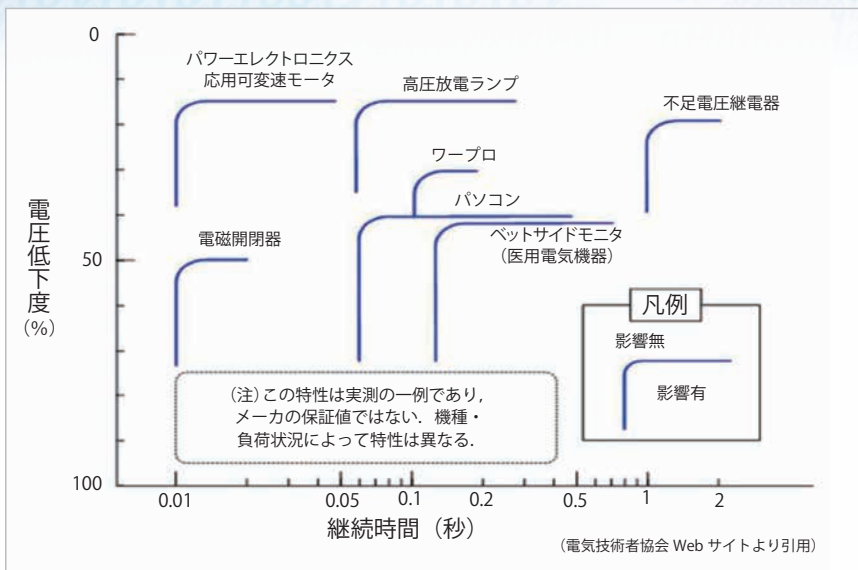 0
パワーエレクトロニクス
応用可変速モータ
高圧放電ランプ
不足電圧継電器
ワープロ
パソコン
電圧低下度
(%)
電磁開閉器
50
ベットサイドモニタ
(医用電気機器)
凡例
影響無
影響有
(注)この特性は実測の一例であり,
メーカの保証値ではない. 機種・
負荷状況によって特性は異なる.
100
0.01
0.05
0.1
0.2
0.5
1
2
継続時間(秒)
(電気技術者協会 Web サイトより引用)